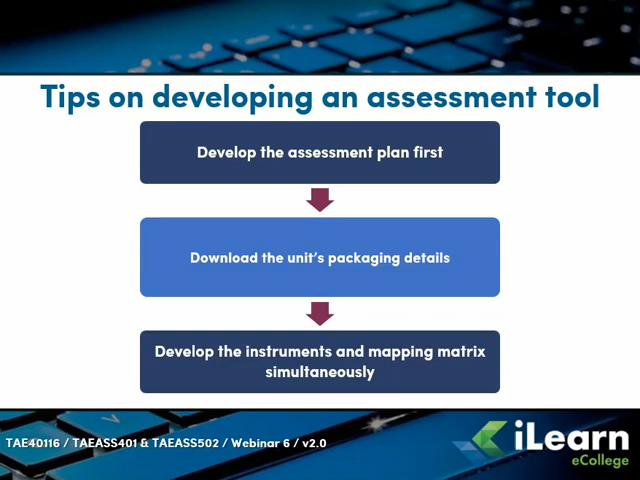 Tips on developing an assessment tool
Develop the assessment plan first
Download the unit's packaging details
Develop the instruments and mapping matrix
simultaneously
TAE40116 / TAEASS401 & TAEASS502 / Webinar 6 / v2.0
iLearn
eCollege